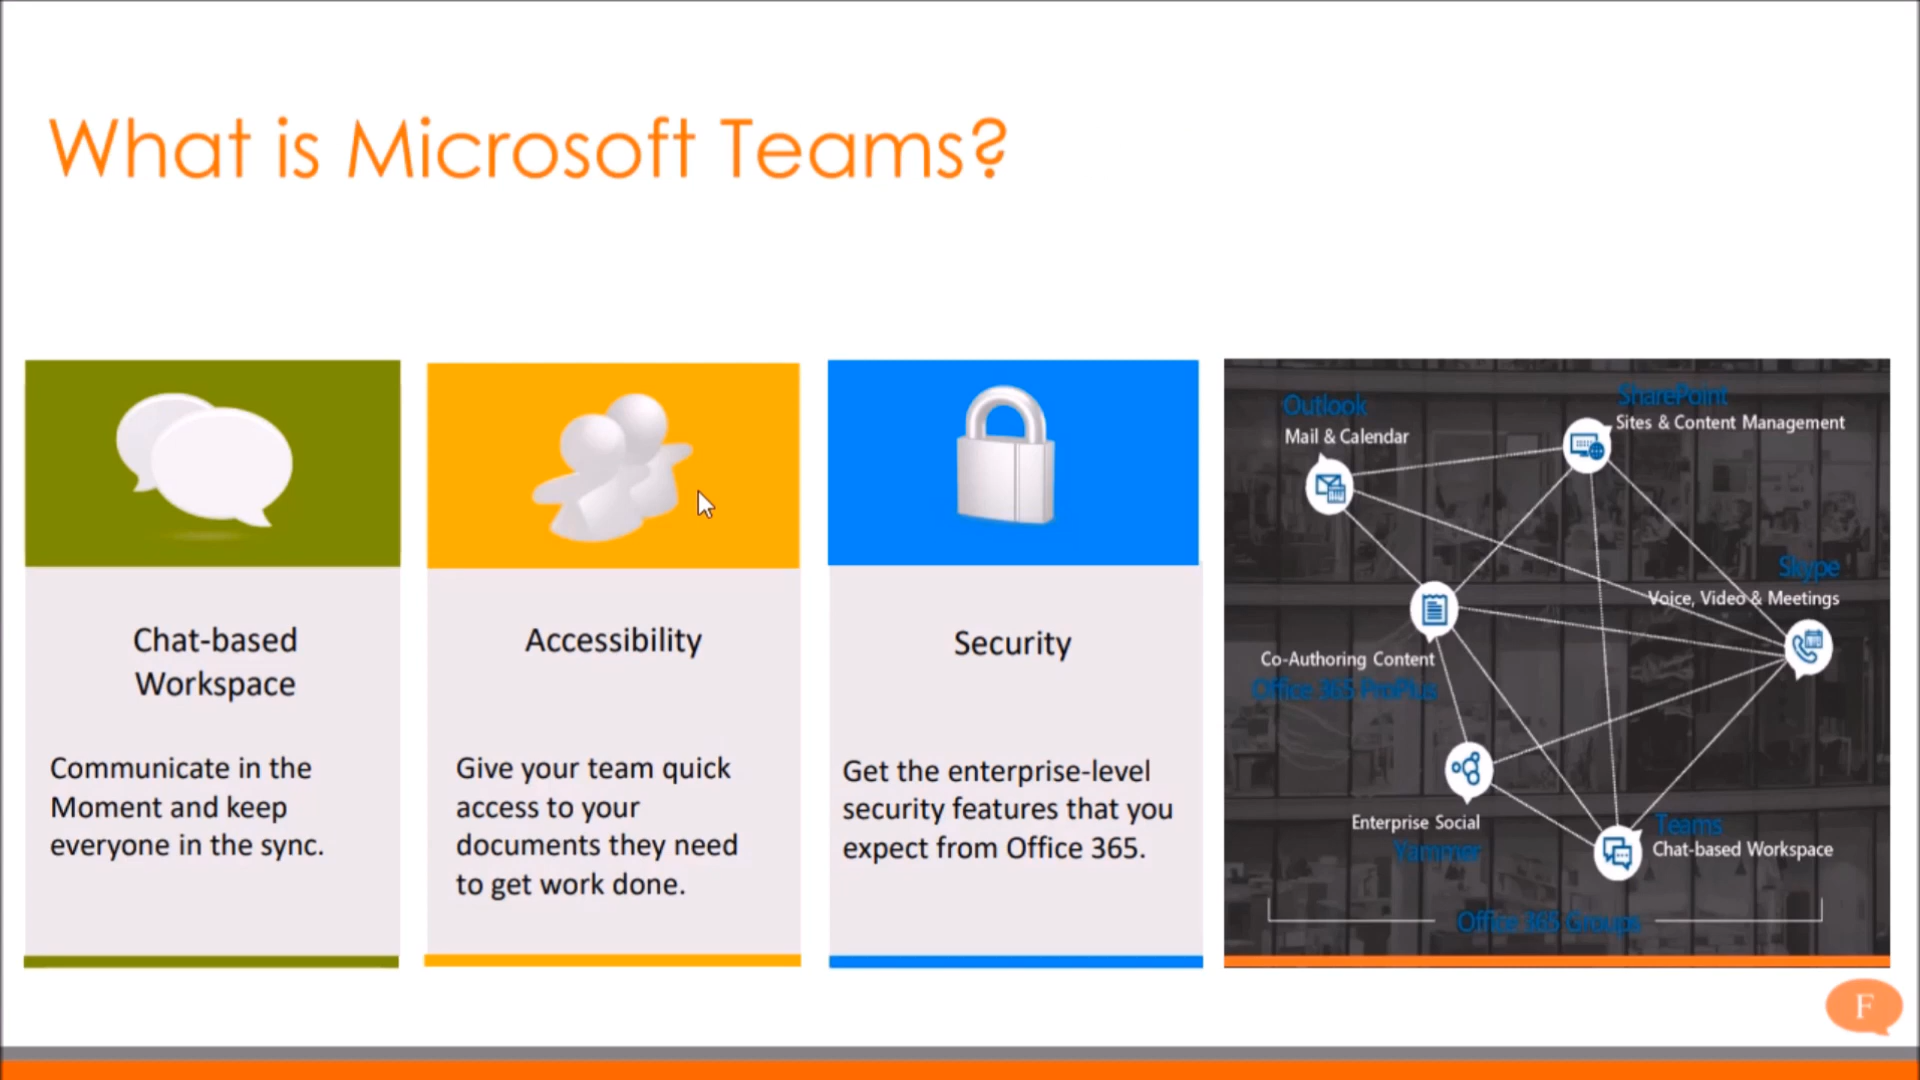 What is Microsoft Teams?
Chat-based
Workspace
Communicate in the
Moment and keep
everyone in the sync.
Accessibility
Give your team quick
access to your
documents they need
to get work done.
Security
Get the enterprise-level
security features that you
expect from Office 365.
Outlook
Mail & Calendar
SharePoint
Sites & Content Management
Skype
Voice, Video & Meetings
Co-Authoring Content
Office 365 ProPlus
Enterprise Social
Yammer
Teams
Chat-based Workspace
Office 365 Groups
F